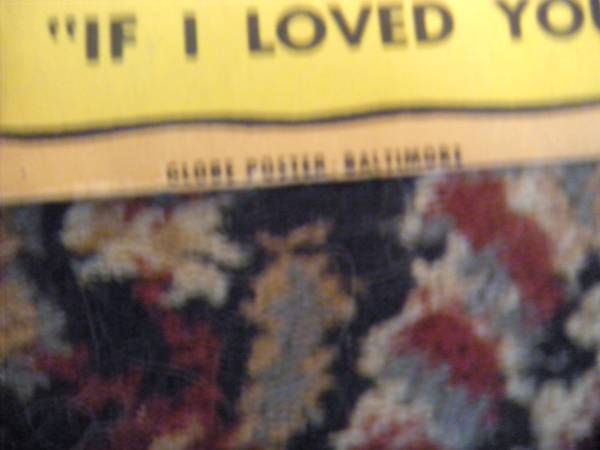 "IF I LOVED YOU
GLOBE POSTER BALTIMORE